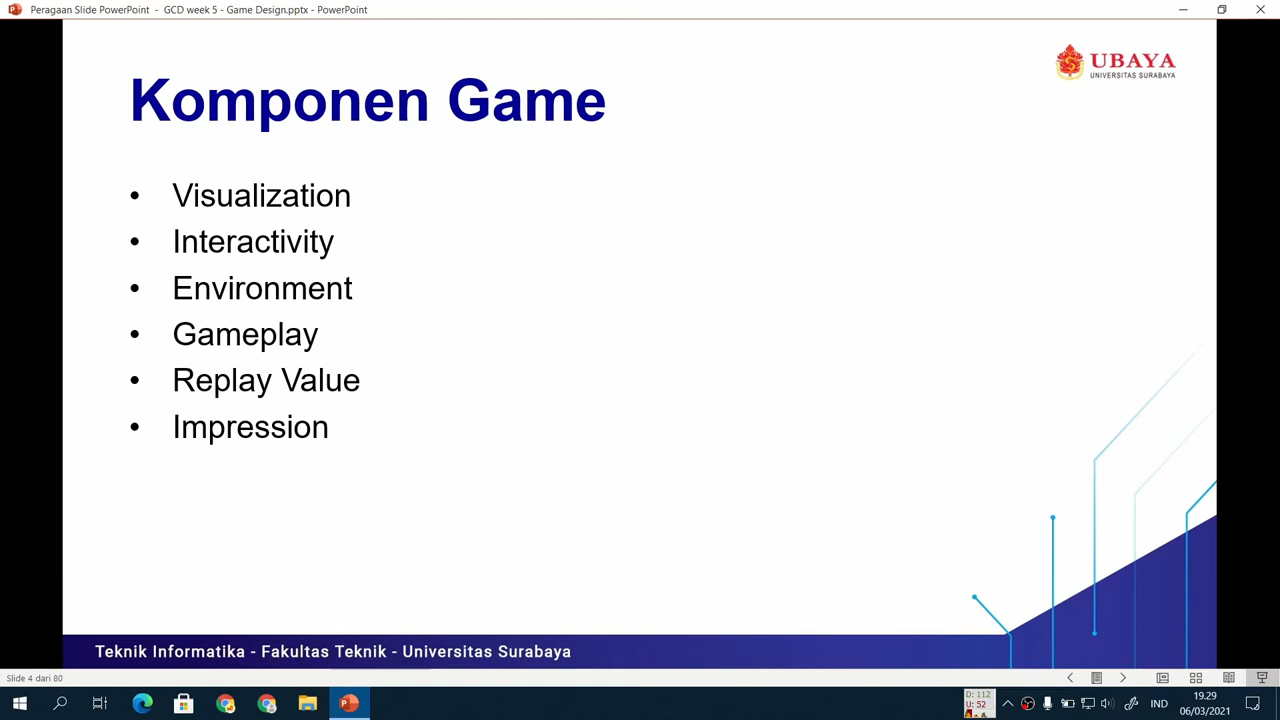 Peragaan Slide PowerPoint - GCD week 5 - Game Design.pptx - PowerPoint
UBAYA
UNIVERSITAS SURABAYA
Komponen Game
• Visualization
• Interactivity
• Environment
• Gameplay
• Replay Value
• Impression
Teknik Informatika - Fakultas Teknik - Universitas Surabaya
Slide 4 dari 80
D: 112
U: 52
IND
19.29
06/03/2021